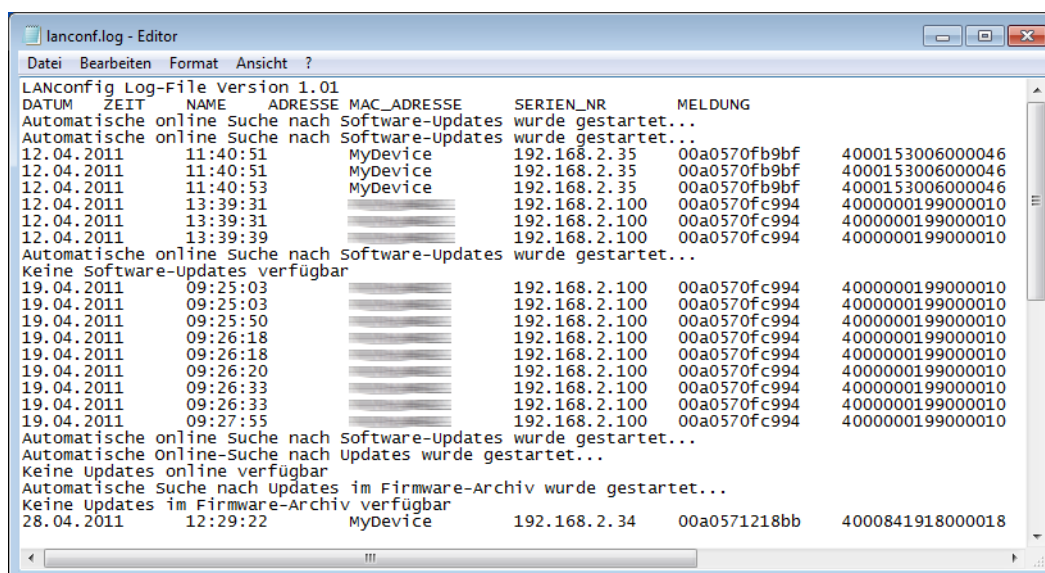 lanconf.log - Editor
Datei Bearbeiten Format Ansicht ?
LANconfig Log-File Version 1.01
DATUM ZEIT NAME ADRESSE MAC_ADRESSE SERIEN_NR MELDUNG
Automatische online Suche nach Software-Updates wurde gestartet...
Automatische online Suche nach Software-Updates wurde gestartet...
12.04.2011 11:40:51 MyDevice 192.168.2.35 00a0570fb9bf 4000153006000046
12.04.2011 11:40:51 MyDevice 192.168.2.35 00a0570fb9bf 4000153006000046
12.04.2011 11:40:53 MyDevice 192.168.2.35 00a0570fb9bf 4000153006000046
12.04.2011 13:39:31 192.168.2.100 00a0570fc994 4000000199000010
12.04.2011 13:39:31 192.168.2.100 00a0570fc994 4000000199000010
12.04.2011 13:39:39 192.168.2.100 00a0570fc994 4000000199000010
Automatische online Suche nach Software-Updates wurde gestartet...
Keine Software-Updates verfügbar
19.04.2011 09:25:03 192.168.2.100 00a0570fc994 4000000199000010
19.04.2011 09:25:03 192.168.2.100 00a0570fc994 4000000199000010
19.04.2011 09:25:50 192.168.2.100 00a0570fc994 4000000199000010
19.04.2011 09:26:18 192.168.2.100 00a0570fc994 4000000199000010
19.04.2011 09:26:18 192.168.2.100 00a0570fc994 4000000199000010
19.04.2011 09:26:20 192.168.2.100 00a0570fc994 4000000199000010
19.04.2011 09:26:33 192.168.2.100 00a0570fc994 4000000199000010
19.04.2011 09:26:33 192.168.2.100 00a0570fc994 4000000199000010
19.04.2011 09:27:55 192.168.2.100 00a0570fc994 4000000199000010
Automatische online Suche nach Software-Updates wurde gestartet...
Automatische Online-Suche nach Updates wurde gestartet...
Keine Updates online verfügbar
Automatische Suche nach Updates im Firmware-Archiv wurde gestartet...
Keine Updates im Firmware-Archiv verfügbar
28.04.2011 12:29:22 MyDevice 192.168.2.34 00a0571218bb 4000841918000018